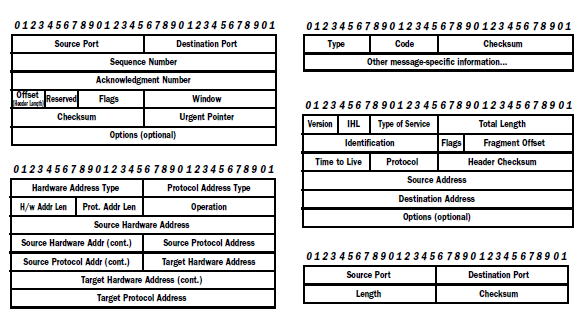 0 1 2 3 4 5 6 7 8 9 0 1 2 3 4 5 6 7 8 9 0 1 2 3 4 5 6 7 8 9 0 1
Source Port Destination Port
Sequence Number
Acknowledgment Number
Offset (Header Length) Reserved Flags Window
Checksum Urgent Pointer
Options (optional)
0 1 2 3 4 5 6 7 8 9 0 1 2 3 4 5 6 7 8 9 0 1 2 3 4 5 6 7 8 9 0 1
Hardware Address Type Protocol Address Type
H/w Addr Len Prot. Addr Len Operation
Source Hardware Address
Source Hardware Addr (cont.) Source Protocol Address
Source Protocol Addr (cont.) Target Hardware Address
Target Hardware Address (cont.)
Target Protocol Address
0 1 2 3 4 5 6 7 8 9 0 1 2 3 4 5 6 7 8 9 0 1 2 3 4 5 6 7 8 9 0 1
Type Code Checksum
Other message-specific information...
0 1 2 3 4 5 6 7 8 9 0 1 2 3 4 5 6 7 8 9 0 1 2 3 4 5 6 7 8 9 0 1
Version IHL Type of Service Total Length
Identification Flags Fragment Offset
Time to Live Protocol Header Checksum
Source Address
Destination Address
Options (optional)
0 1 2 3 4 5 6 7 8 9 0 1 2 3 4 5 6 7 8 9 0 1 2 3 4 5 6 7 8 9 0 1
Source Port Destination Port
Length Checksum